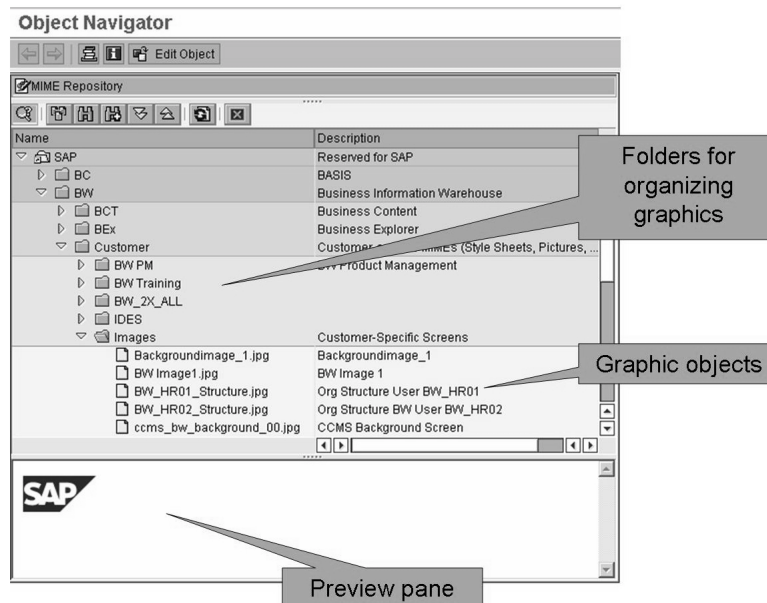 Object Navigator
Edit Object
MIME Repository
Name Description
SAP Reserved for SAP
BC BASIS
BW Business Information Warehouse
BCT Business Content
BEx Business Explorer
Customer Customer MIMEs (Style Sheets, Pictures, ...
BW PM BW Product Management
BW Training
BW_2X_ALL
IDES
Images Customer-Specific Screens
Backgroundimage_1.jpg Backgroundimage_1
BW Image1.jpg BW Image 1
BW_HR01_Structure.jpg Org Structure User BW_HR01
BW_HR02_Structure.jpg Org Structure BW User BW_HR02
ccms_bw_background_00.jpg CCMS Background Screen
Folders for
organizing
graphics
Graphic objects
SAP
Preview pane